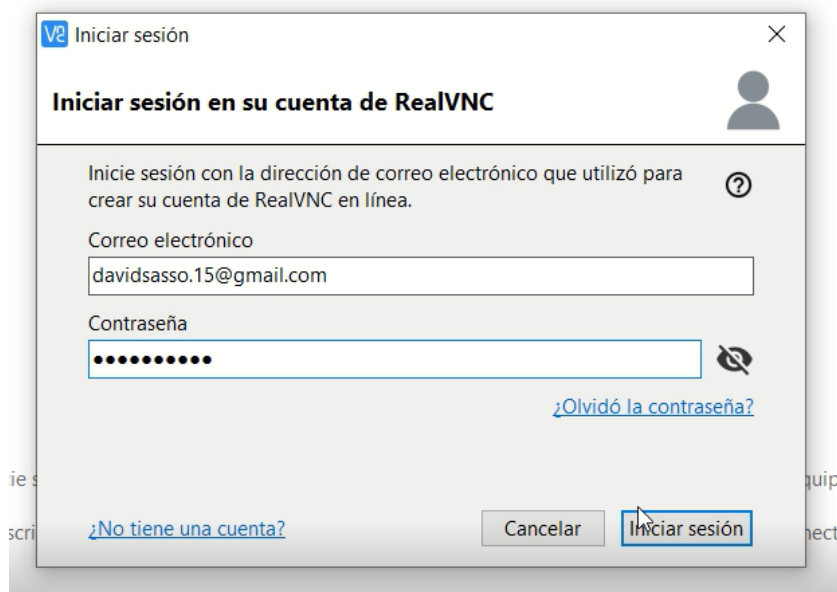 Iniciar sesión
Iniciar sesión en su cuenta de RealVNC
Inicie sesión con la dirección de correo electrónico que utilizó para
crear su cuenta de RealVNC en línea.
Correo electrónico
davidsasso.15@gmail.com
Contraseña
••••••••••
¿Olvidó la contraseña?
¿No tiene una cuenta?
Cancelar
Iniciar sesión